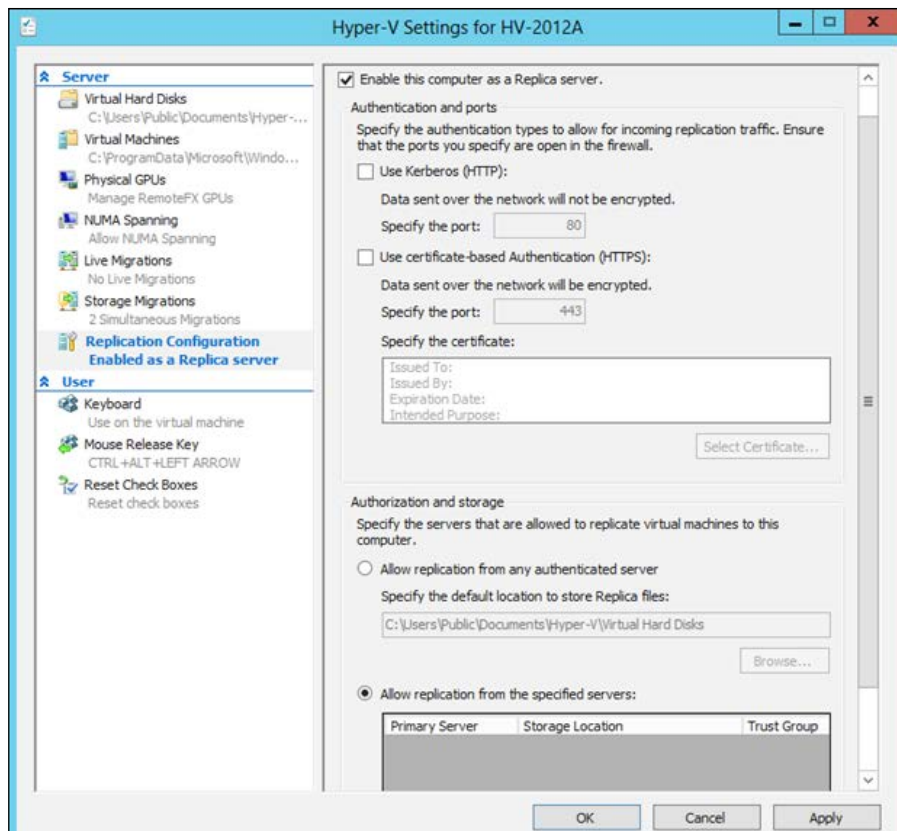 Hyper-V Settings for HV-2012A
Server
Virtual Hard Disks
C:\Users\Public\Documents\Hyper-...
Virtual Machines
C:\ProgramData\Microsoft\Windo...
Physical GPUs
Manage RemoteFX GPUs
NUMA Spanning
Allow NUMA Spanning
Live Migrations
No Live Migrations
Storage Migrations
2 Simultaneous Migrations
Replication Configuration
Enabled as a Replica server
User
Keyboard
Use on the virtual machine
Mouse Release Key
CTRL+ALT+LEFT ARROW
Reset Check Boxes
Reset check boxes
Enable this computer as a Replica server.
Authentication and ports
Specify the authentication types to allow for incoming replication traffic. Ensure
that the ports you specify are open in the firewall.
Use Kerberos (HTTP):
Data sent over the network will not be encrypted.
Specify the port: 80
Use certificate-based Authentication (HTTPS):
Data sent over the network will be encrypted.
Specify the port: 443
Specify the certificate:
Issued To:
Issued By:
Expiration Date:
Intended Purpose:
Select Certificate...
Authorization and storage
Specify the servers that are allowed to replicate virtual machines to this
computer.
Allow replication from any authenticated server
Specify the default location to store Replica files:
C:\Users\Public\Documents\Hyper-V\Virtual Hard Disks
Browse...
Allow replication from the specified servers:
Primary Server Storage Location Trust Group
OK Cancel Apply